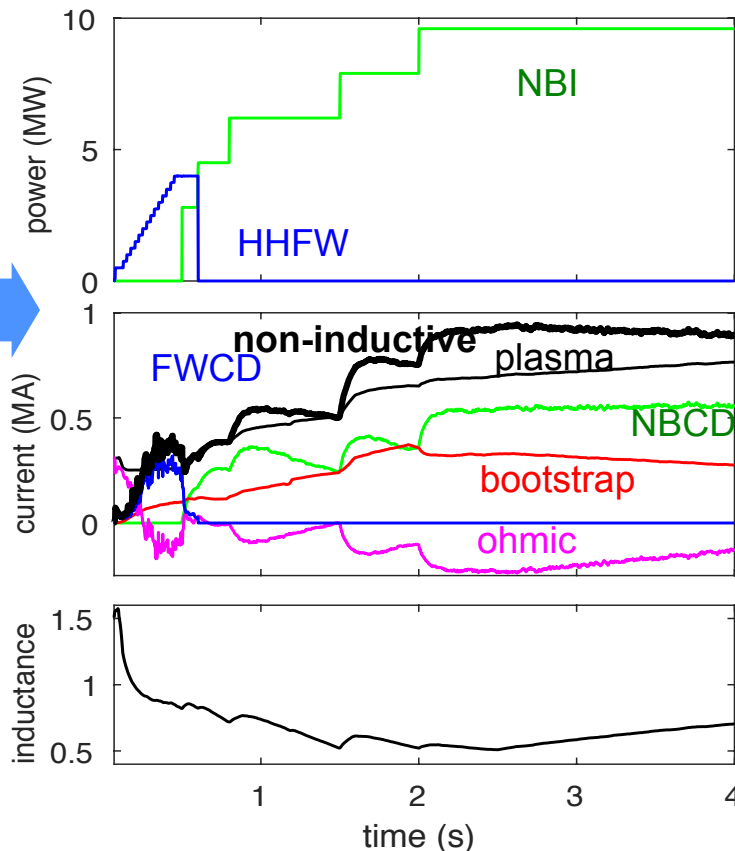 10
5
0
power (MW)
NBI
HHFW
1
0.5
0
current (MA)
non-inductive
FWCD
plasma
NBCD
bootstrap
ohmic
1.5
1
0.5
inductance
1
2
3
4
time (s)